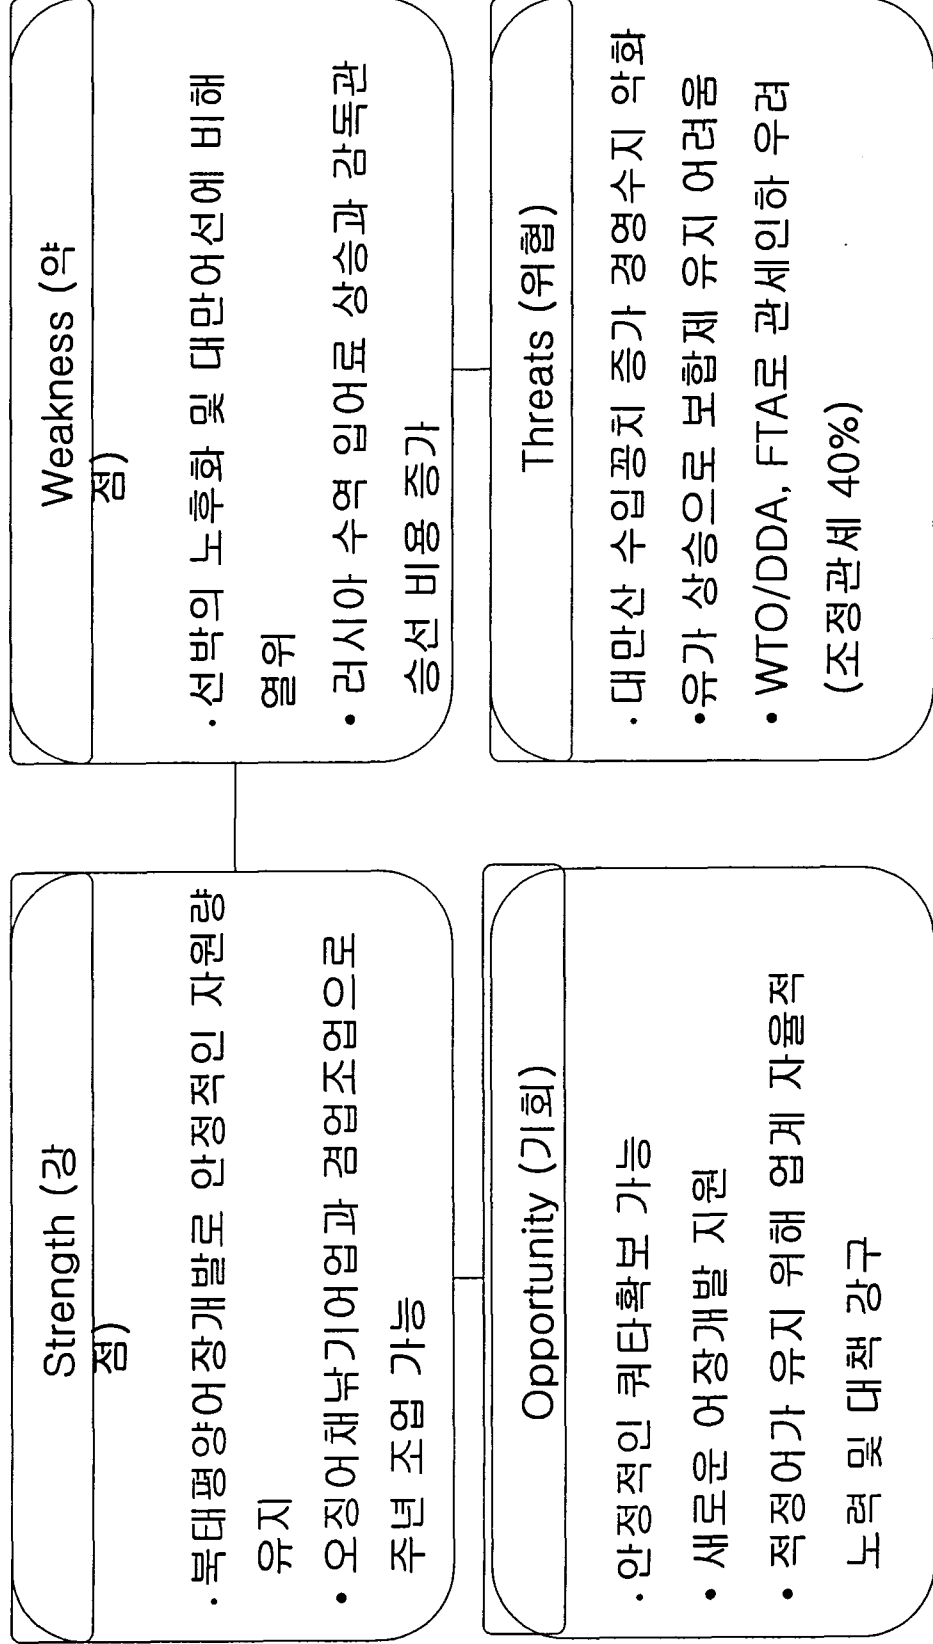 Strength (강
점)
· 북태평양어장개발로 안정적인 자원량
유지
• 오징어채낚기어업과 겸업조업으로
주년 조업 가능
Weakness (약
점)
· 선박의 노후화 및 대만어선에 비해
열위
• 러시아 수역 입어료 상승과 감독관
승선 비용 증가
Opportunity (기회)
· 안정적인 쿼타확보 가능
• 새로운 어장개발 지원
• 적정어가 유지 위해 업계 자율적
노력 및 대책 강구
Threats (위협)
· 대만산 수입꽁치 증가 경영수지 악화
• 유가 상승으로 보합제 유지 어려움
• WTO/DDA, FTA로 관세인하 우려
(조정관세 40%)